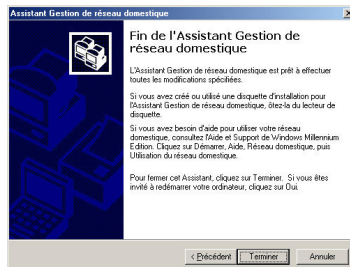 Assistant Gestion de réseau domestique
Fin de l'Assistant Gestion de
réseau domestique
L'Assistant Gestion de réseau domestique est prêt à effectuer
toutes les modifications spécifiées.
Si vous avez créé ou utilisé une disquette d'installation pour
l'Assistant Gestion de réseau domestique, ôtez-la du lecteur de
disquette.
Si vous avez besoin d'aide pour utiliser votre réseau
domestique, consultez l'Aide et Support de Windows Millennium
Edition. Cliquez sur Démarrer, Aide, Réseau domestique, puis
Utilisation du réseau domestique.
Pour fermer cet Assistant, cliquez sur Terminer. Si vous êtes
invité à redémarrer votre ordinateur, cliquez sur Oui.
< Précédent
Terminer
Annuler